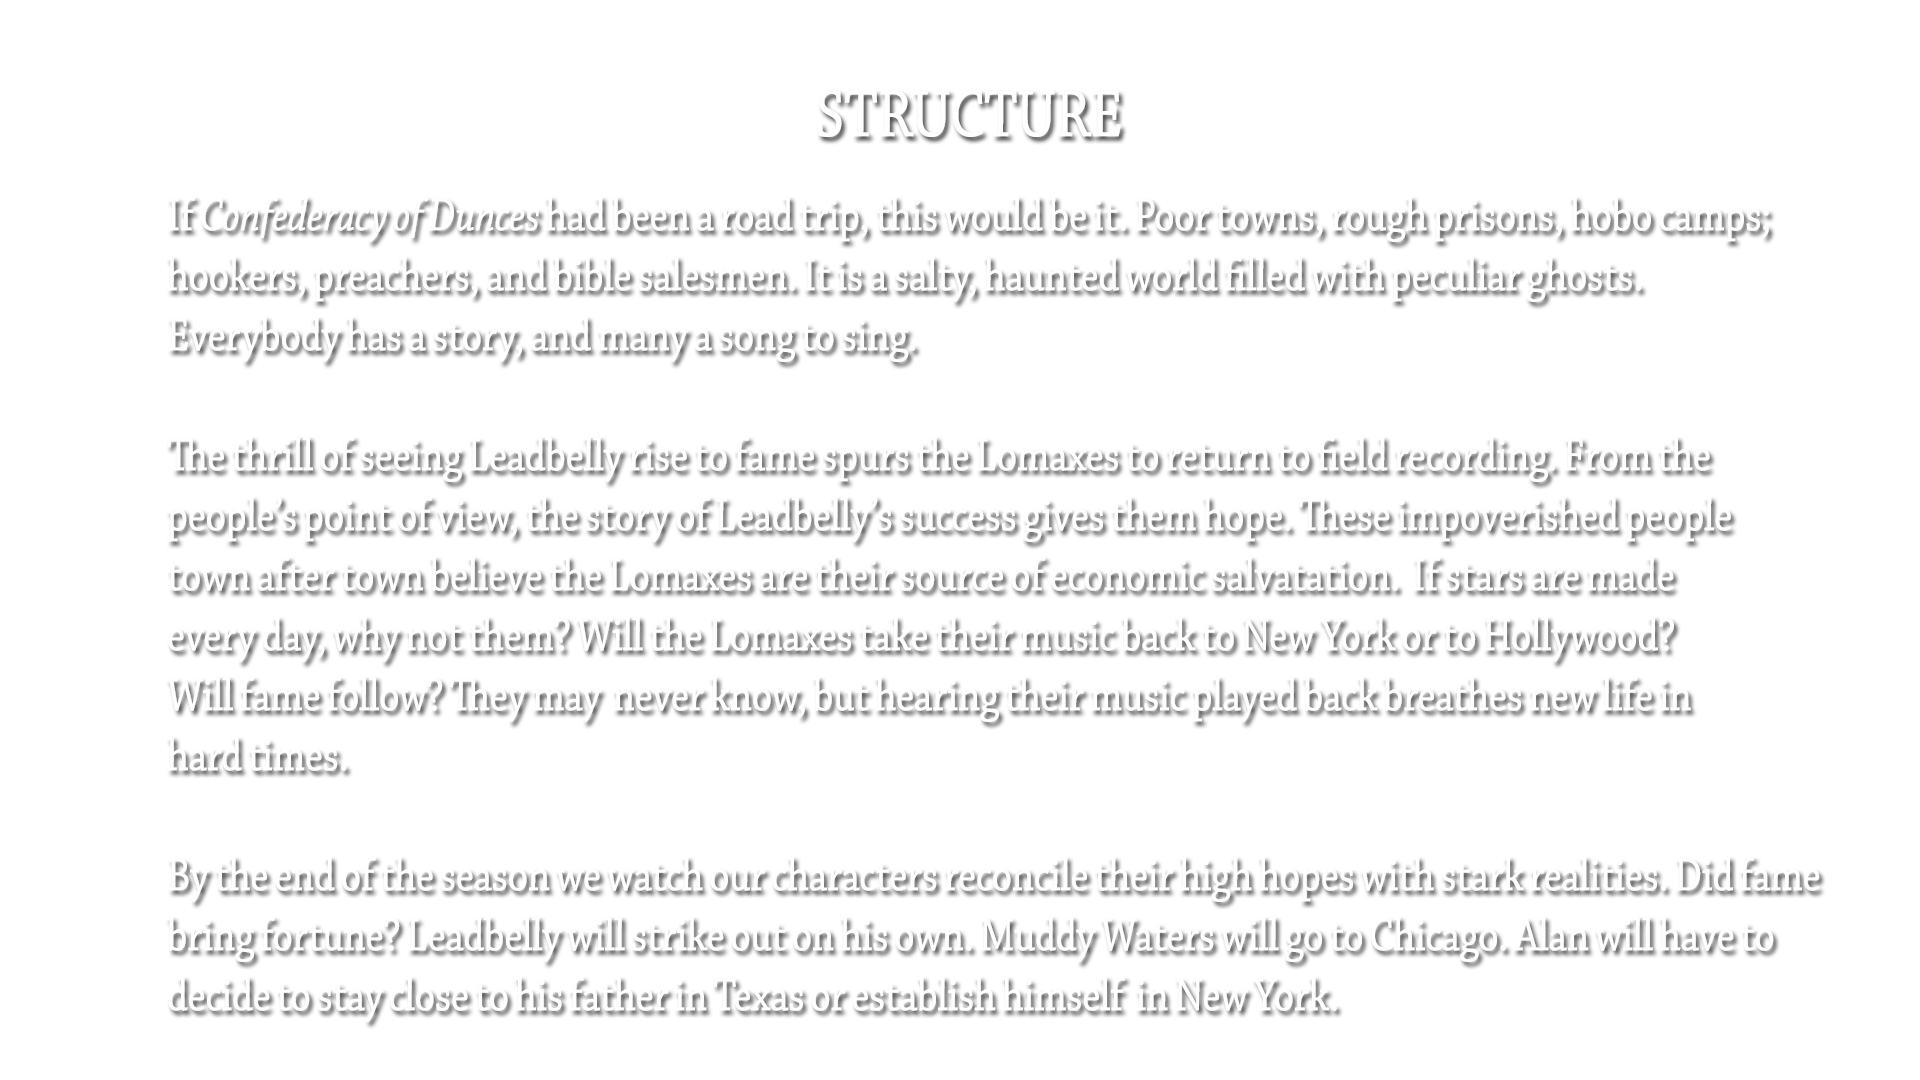 STRUCTURE
If Confederacy of Dunces had been a road trip, this would be it. Poor towns, rough prisons, hobo camps;
hookers, preachers, and bible salesmen. It is a salty, haunted world filled with peculiar ghosts.
Everybody has a story, and many a song to sing.
The thrill of seeing Leadbelly rise to fame spurs the Lomaxes to return to field recording. From the
people’s point of view, the story of Leadbelly’s success gives them hope. These impoverished people
town after town believe the Lomaxes are their source of economic salvatation.  If stars are made
every day, why not them? Will the Lomaxes take their music back to New York or to Hollywood?
Will fame follow? They may  never know, but hearing their music played back breathes new life in
hard times.
By the end of the season we watch our characters reconcile their high hopes with stark realities. Did fame
bring fortune? Leadbelly will strike out on his own. Muddy Waters will go to Chicago. Alan will have to
decide to stay close to his father in Texas or establish himself  in New York.